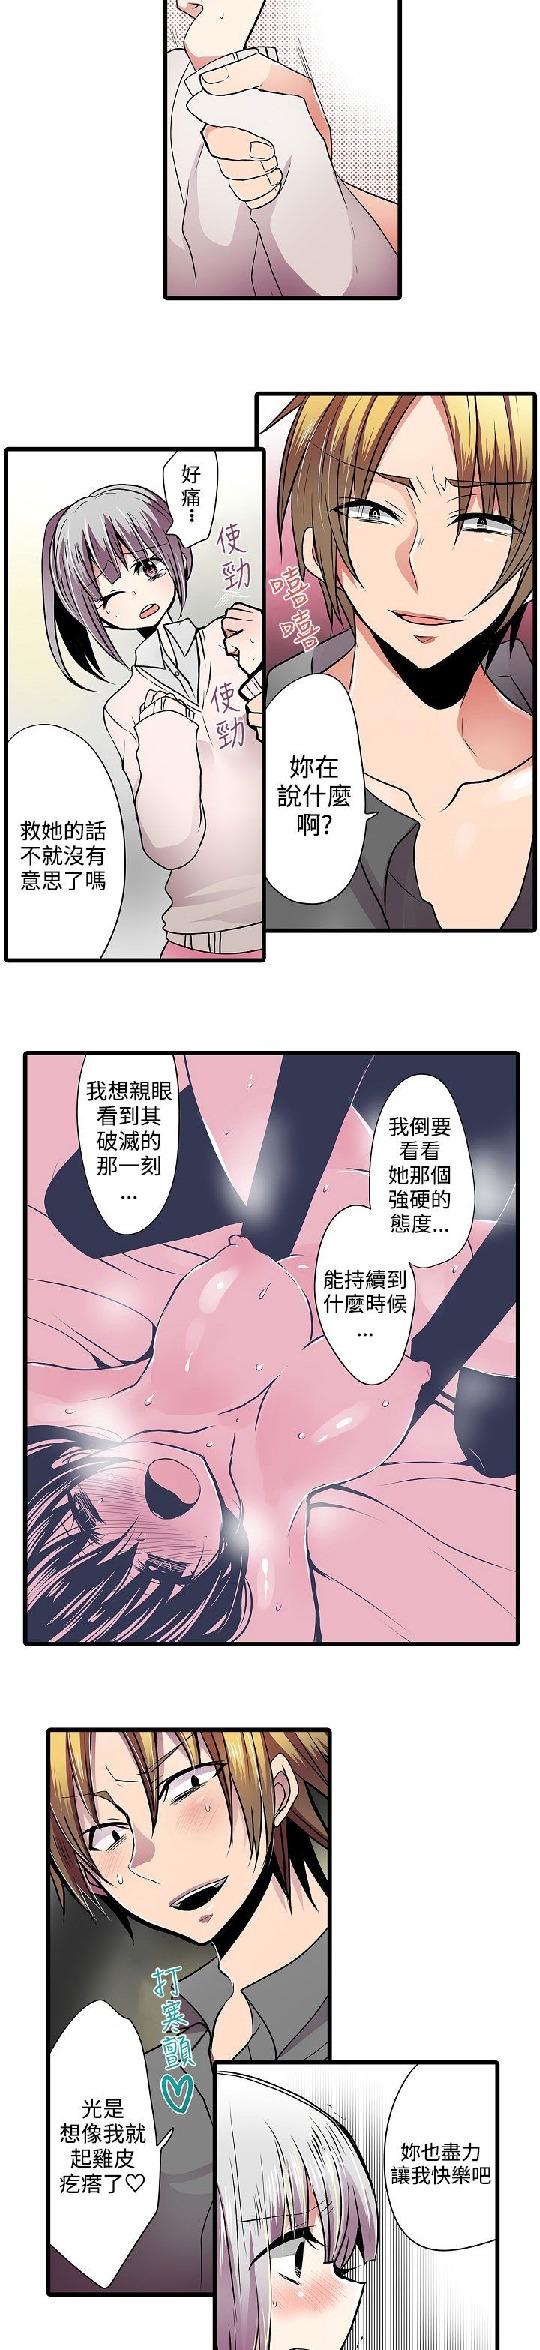 嘻嘻
妳在
說什麼
啊?
好
痛…
使勁
使勁
救她的話
不就沒有
意思了嗎
我倒要
看看
她那個
強硬的
態度…
能持續到
什麼時候
…
我想親眼
看到其
破滅的
那一刻
…
打寒顫♡
光是
想像我就
起雞皮
疙瘩了♡
妳也盡力
讓我快樂吧